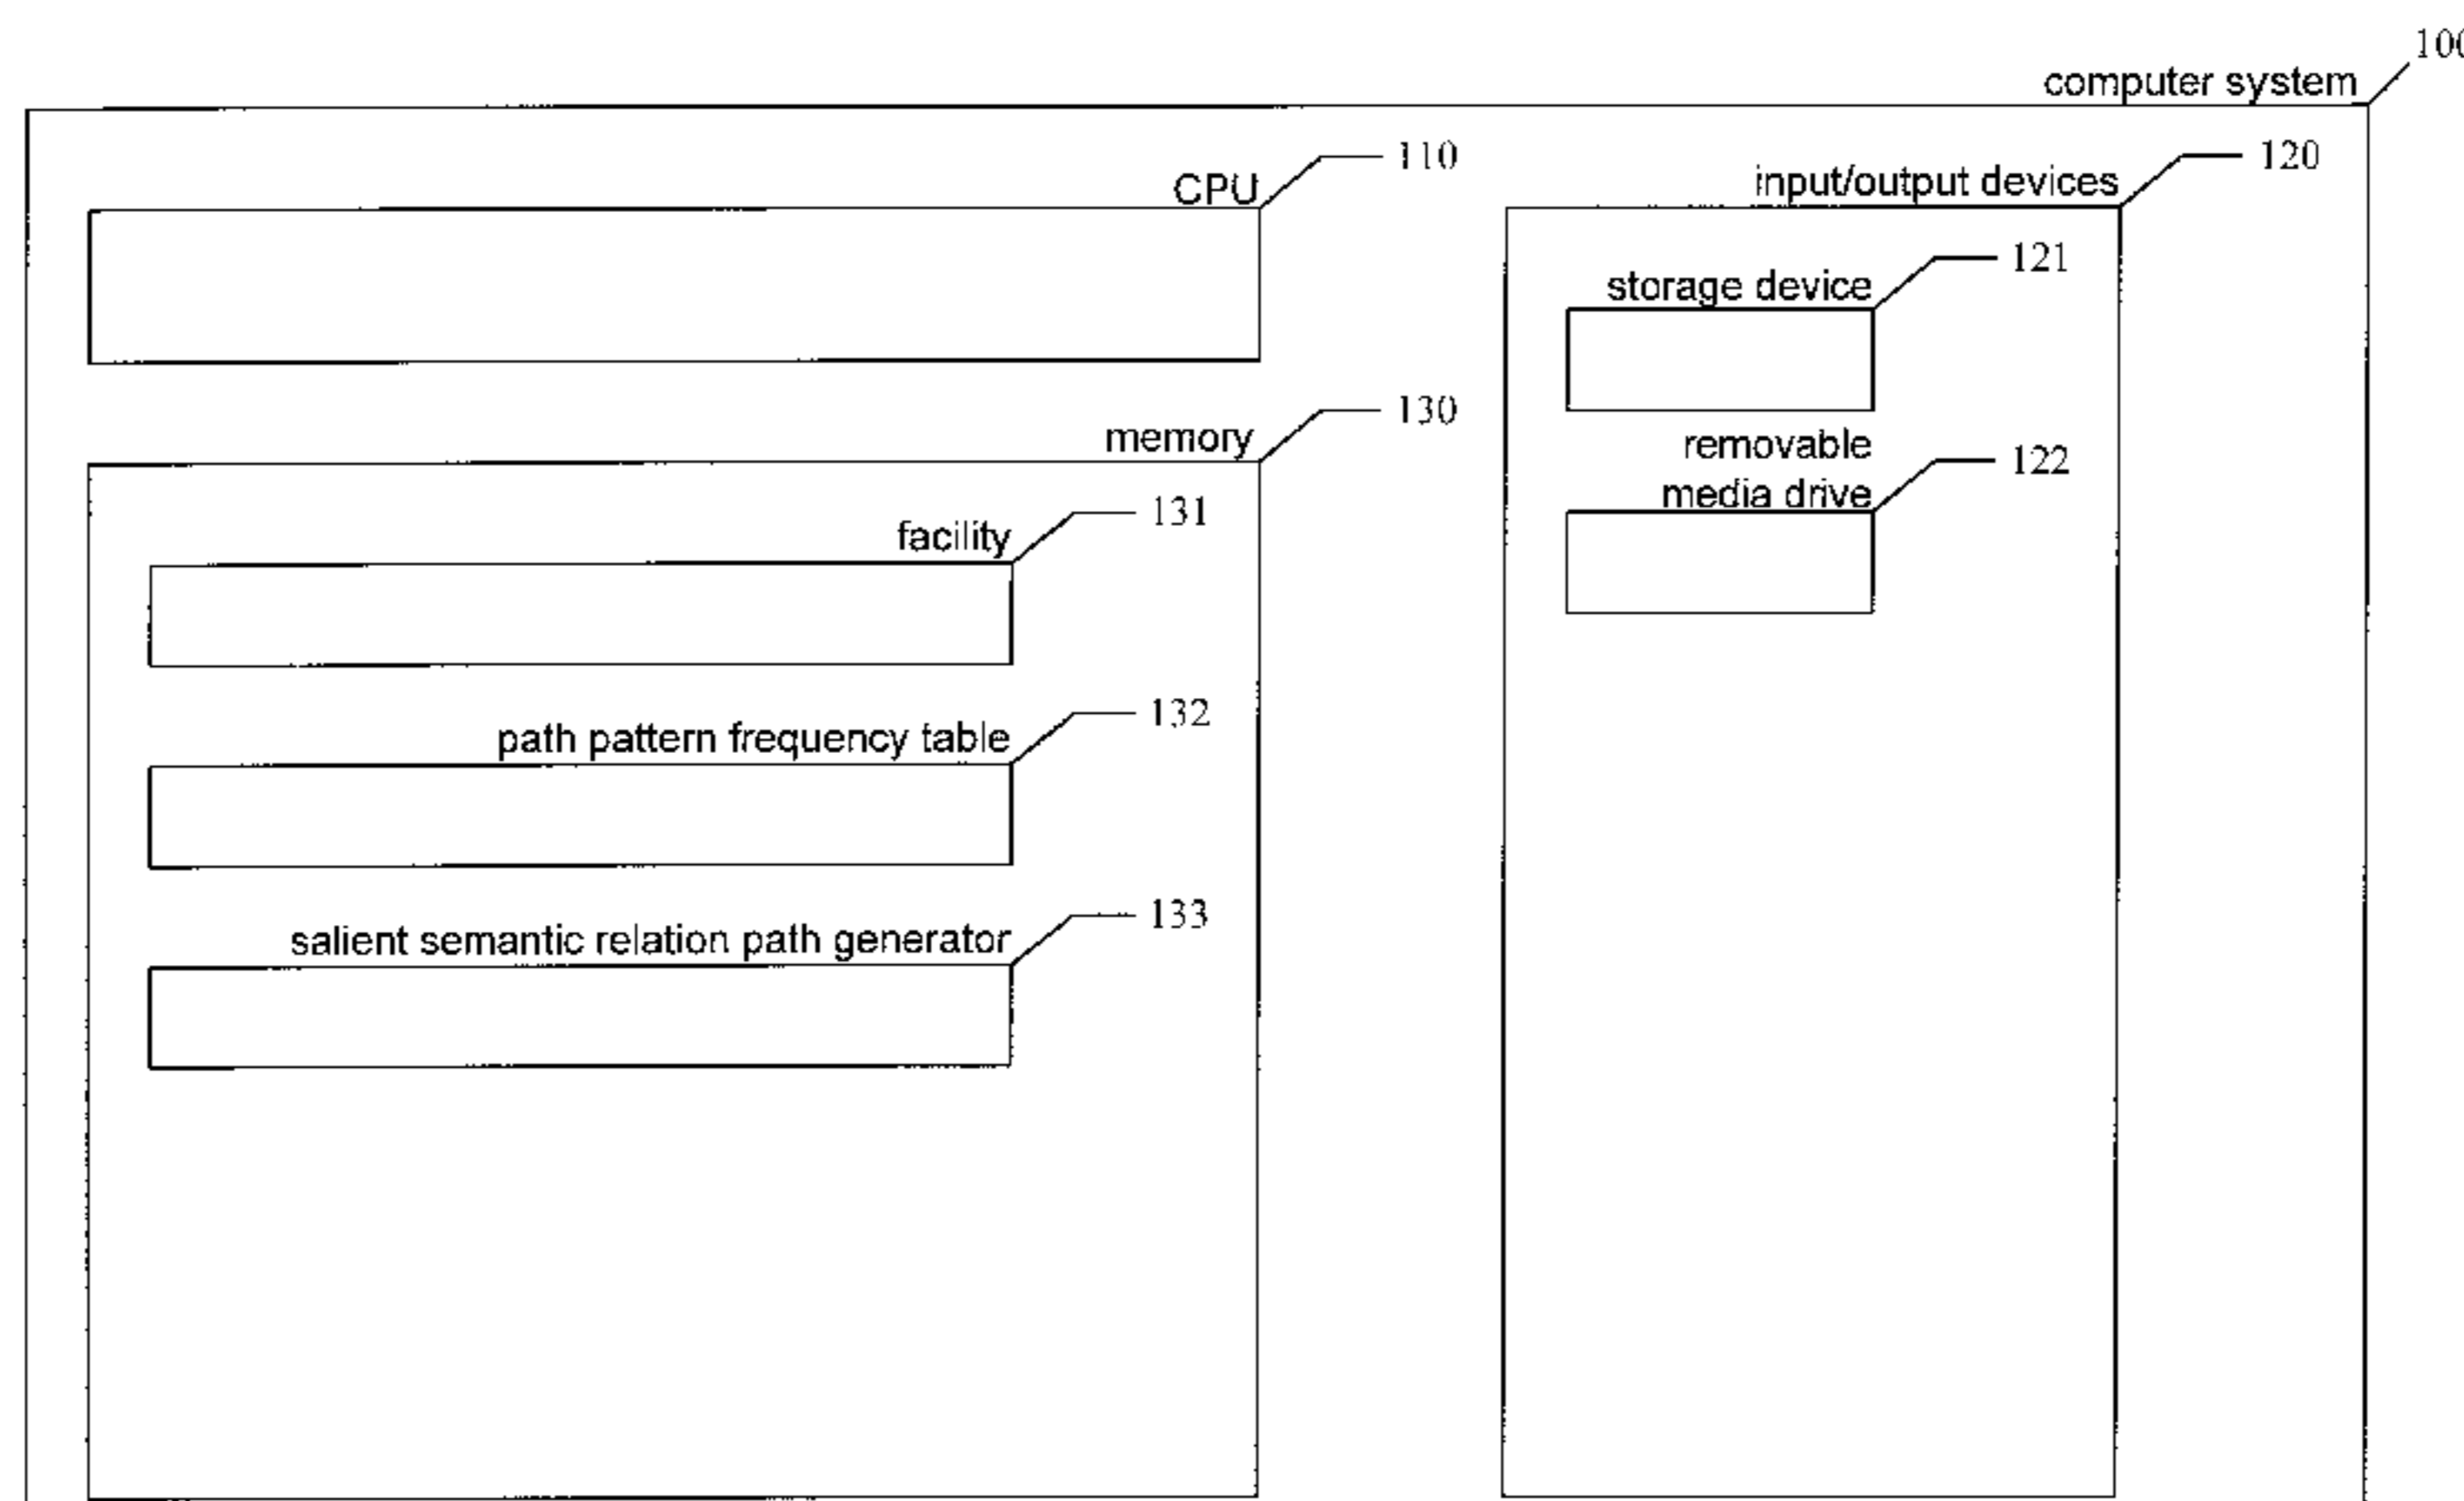 100
computer system
CPU
110
input/output devices
120
storage device
121
memory
130
removable
media drive
122
facility
131
path pattern frequency table
132
salient semantic relation path generator
133